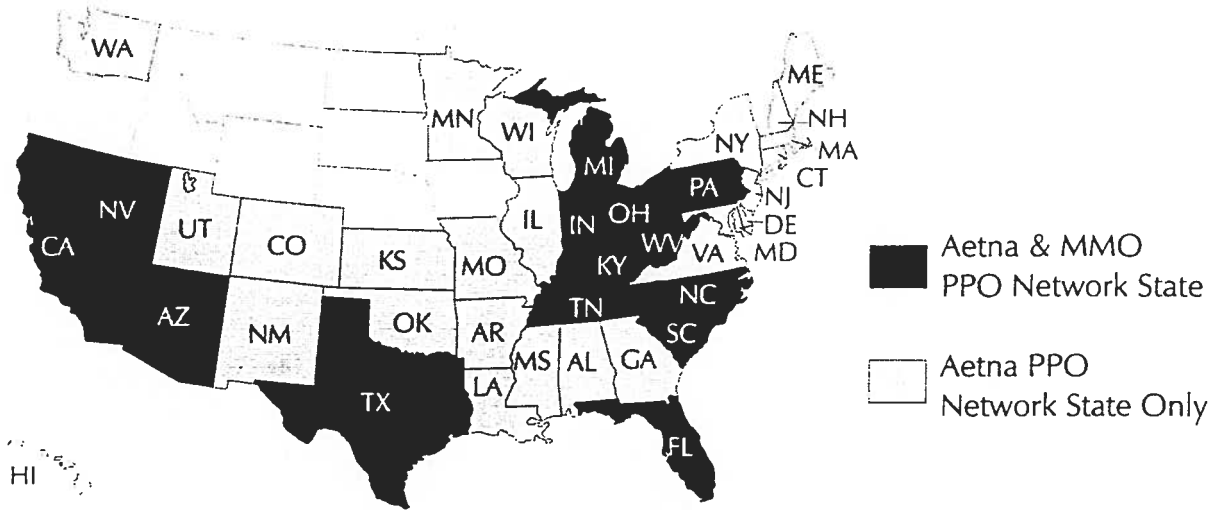 WA
ME
MN
NH
WI
NY
MA
MI
CT
PA
NJ
NV
IL
OH
IN
DE
UT
CO
WV
VA
MD
CA
KS
MO
KY
Aetna & MMO
PPO Network State
NC
TN
AZ
OK
NM
AR
SC
MS
AL
GA
Aetna PPO
Network State Only
LA
TX
FL
HI